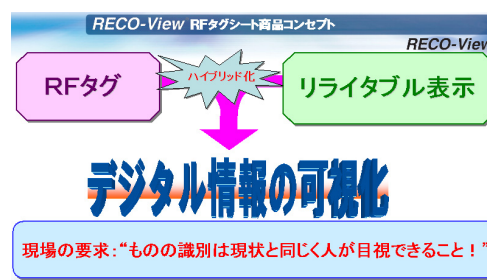 RECO-View RFタグシート商品コンセプト
RECO-View
RFタグ
ハイブリッド化
リライタブル表示
デジタル情報の可視化
現場の要求:“ものの識別は現状と同じく人が目視できること！”